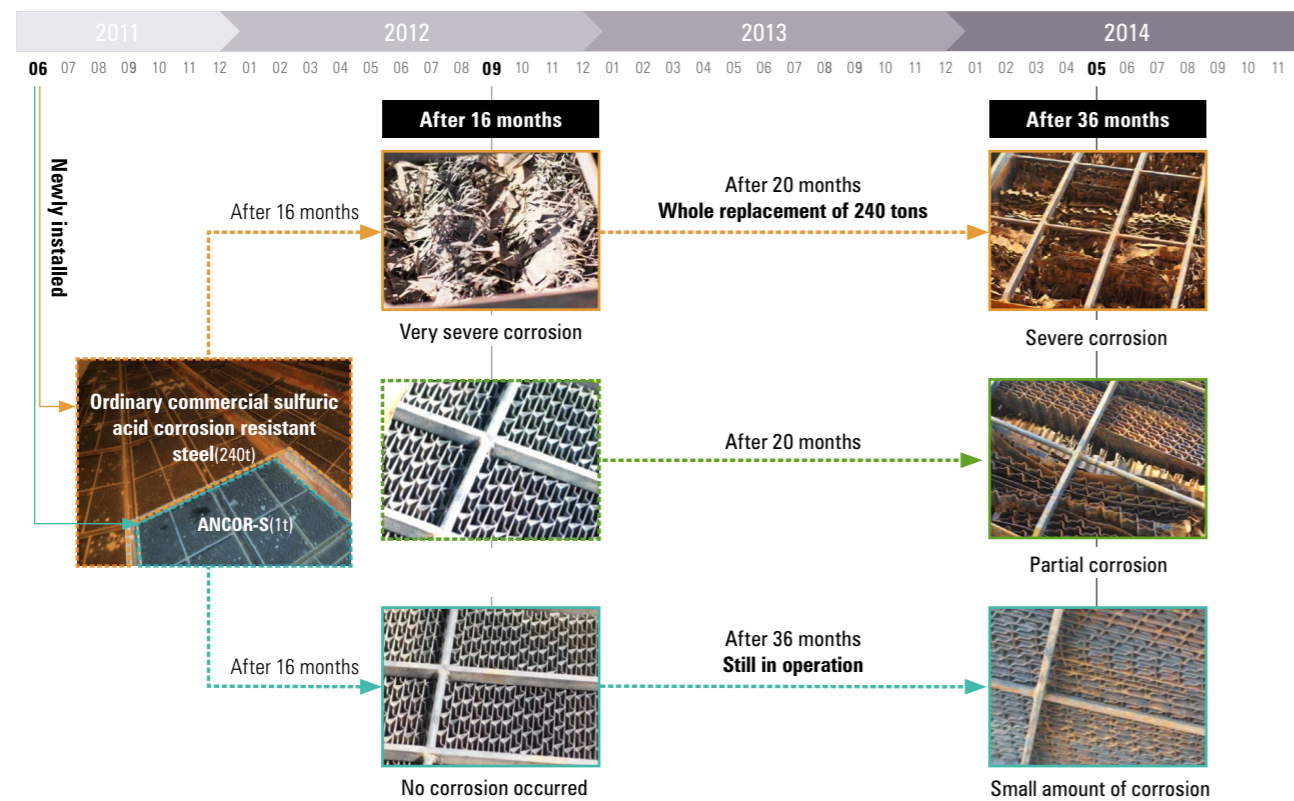 2011 2012 2013 2014
06 07 08 09 10 11 12 01 02 03 04 05 06 07 08 09 10 11 12 01 02 03 04 05 06 07 08 09 10 11 12 01 02 03 04 05 06 07 08 09 10 11
After 16 months
After 36 months
Newly installed
After 16 months
After 20 months
Whole replacement of 240 tons
Very severe corrosion
Severe corrosion
Ordinary commercial sulfuric
acid corrosion resistant
steel(240t)
ANCOR-S(1t)
After 20 months
Partial corrosion
After 16 months
After 36 months
Still in operation
No corrosion occurred
Small amount of corrosion